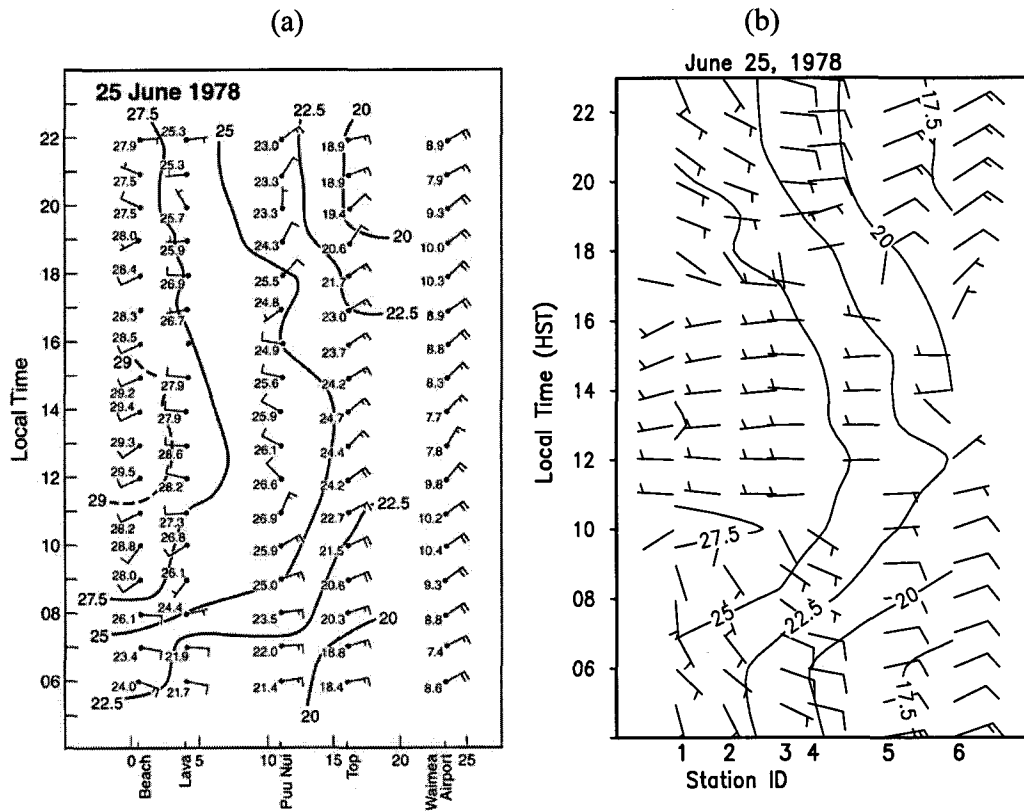 (a)
25 June 1978
27.5 22.5 20
22 27.9 25.3 25 23.0 18.9 8.9
27.5 25.3 23.3 18.9 7.9
20 27.5 25.7 23.3 19.4 9.3
28.0 25.9 24.3 20.6 20 10.0
18 28.4 26.9 25.5 10.3
28.3 26.7 24.8 23.0 22.5 8.9
16 28.5 24.9 23.7 8.8
29
29.2 27.9 25.6 24.2 8.3
14 29.4 27.9 25.9 24.7 7.7
29.3 28.6 26.1 24.4 7.8
12 29.5 28.2 26.6 24.2 9.8
29
28.2 27.3 26.9 22.7 22.5 10.2
10 28.8 26.8 25.9 21.5 10.4
28.0 26.1 25.0 20.6 9.3
27.5
08 26.1 24.4 23.5 20.3 20 8.8
25
23.4 21.9 22.0 18.8 7.4
06 24.0 21.7 21.4 18.4 8.6
22.5
20
Local Time
0 5 10 15 20 25
Beach
Lava
Puu Nui
Top
Waimea
Airport
(b)
June 25, 1978
22
17.5
20
20
18
16
14
12
10
27.5
08
25 22.5 20
06
17.5
Local Time (HST)
1 2 3 4 5 6
Station ID